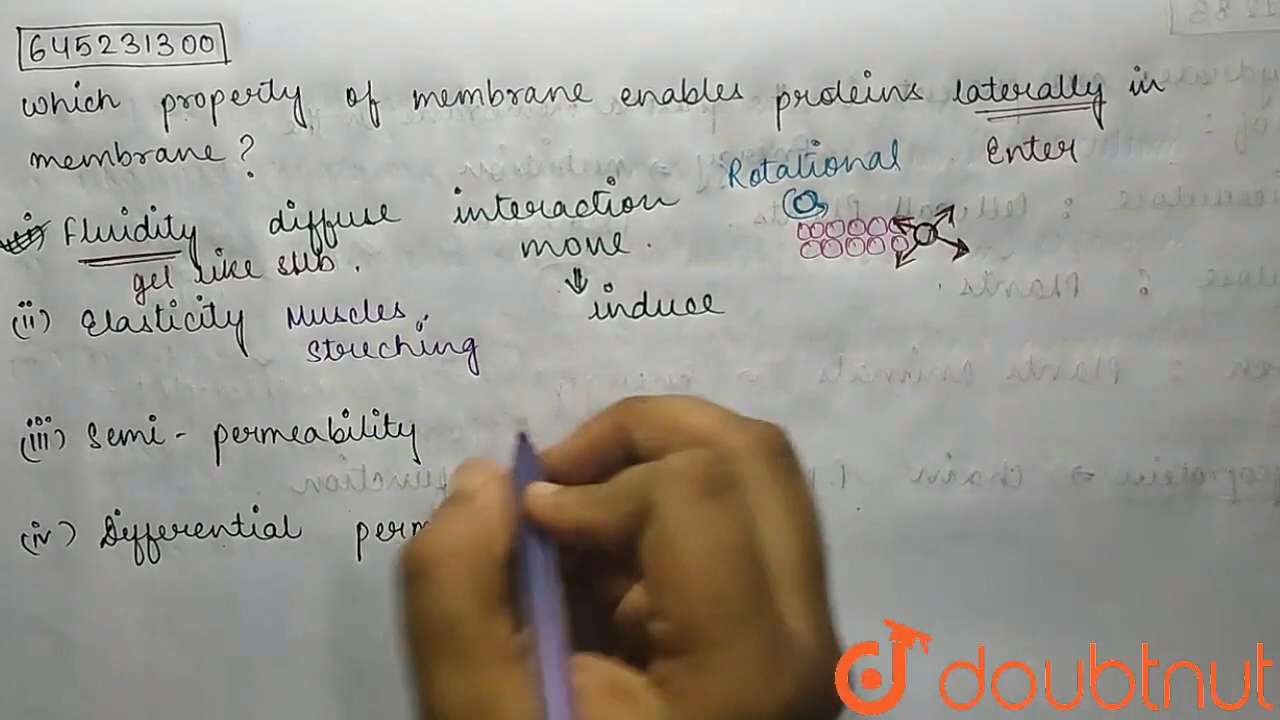 645231300
which property of membrane enables proteins laterally in
membrane?
Enter
Rotational
(i) Fluidity diffuse interaction
gel like sub.
move.
induce
(ii) Elasticity Muscles.
streching
(iii) Semi-permeability
(iv) Differential perm
doubtnut